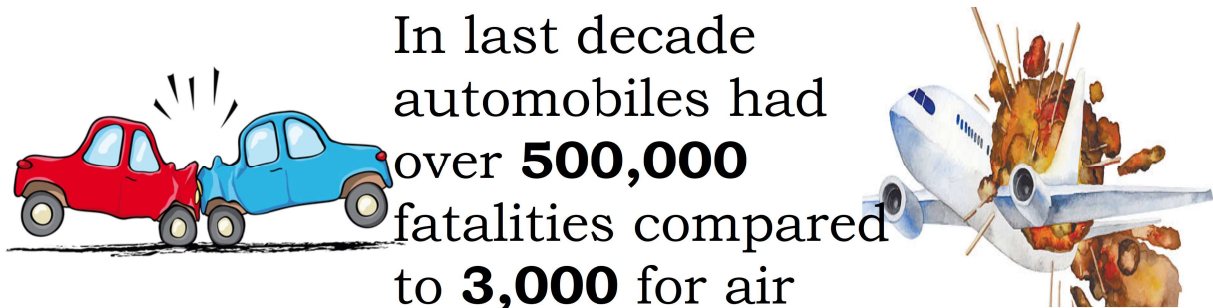 In last decade
automobiles had
over 500,000
fatalities compared
to 3,000 for air